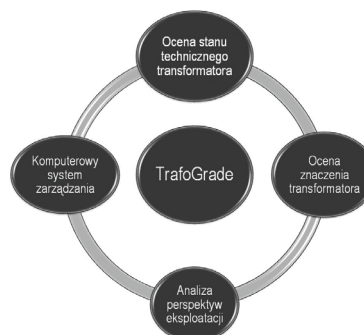 Ocena stanu
technicznego
transformatora
Komputerowy
system
zarządzania
TrafoGrade
Ocena
znaczenia
transformatora
Analiza
perspektyw
eksploatacji